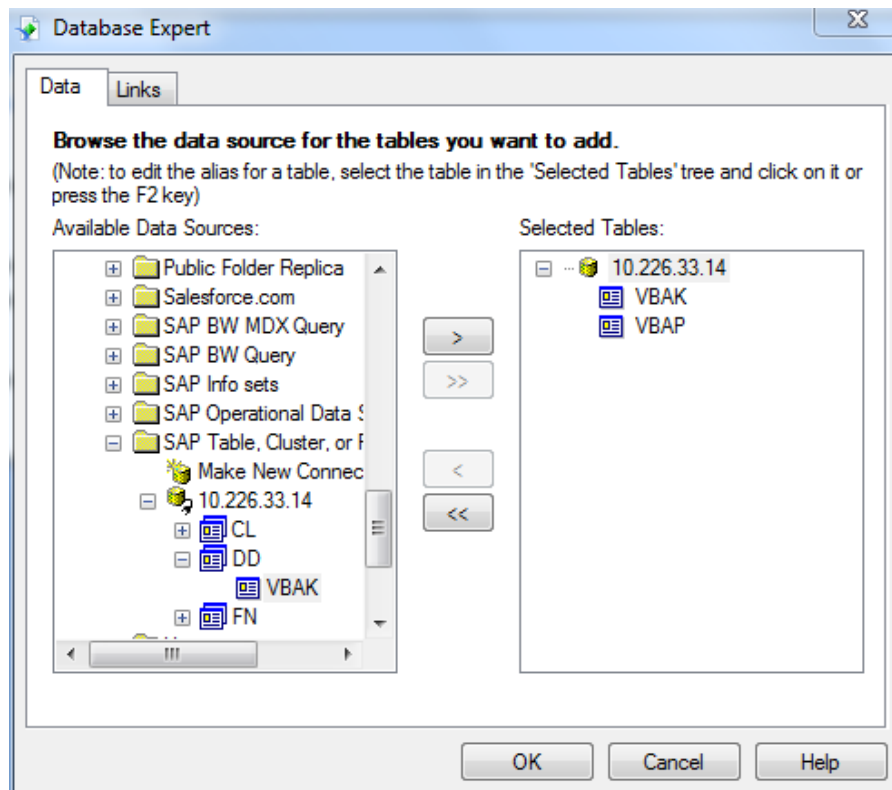 Database Expert
Data
Links
Browse the data source for the tables you want to add.
(Note: to edit the alias for a table, select the table in the 'Selected Tables' tree and click on it or
press the F2 key)
Available Data Sources:
Public Folder Replica
Salesforce.com
SAP BW MDX Query
SAP BW Query
SAP Info sets
SAP Operational Data S
SAP Table, Cluster, or F
Make New Connec
10.226.33.14
CL
DD
VBAK
FN
>
>>
<
<<
Selected Tables:
10.226.33.14
VBAK
VBAP
OK
Cancel
Help